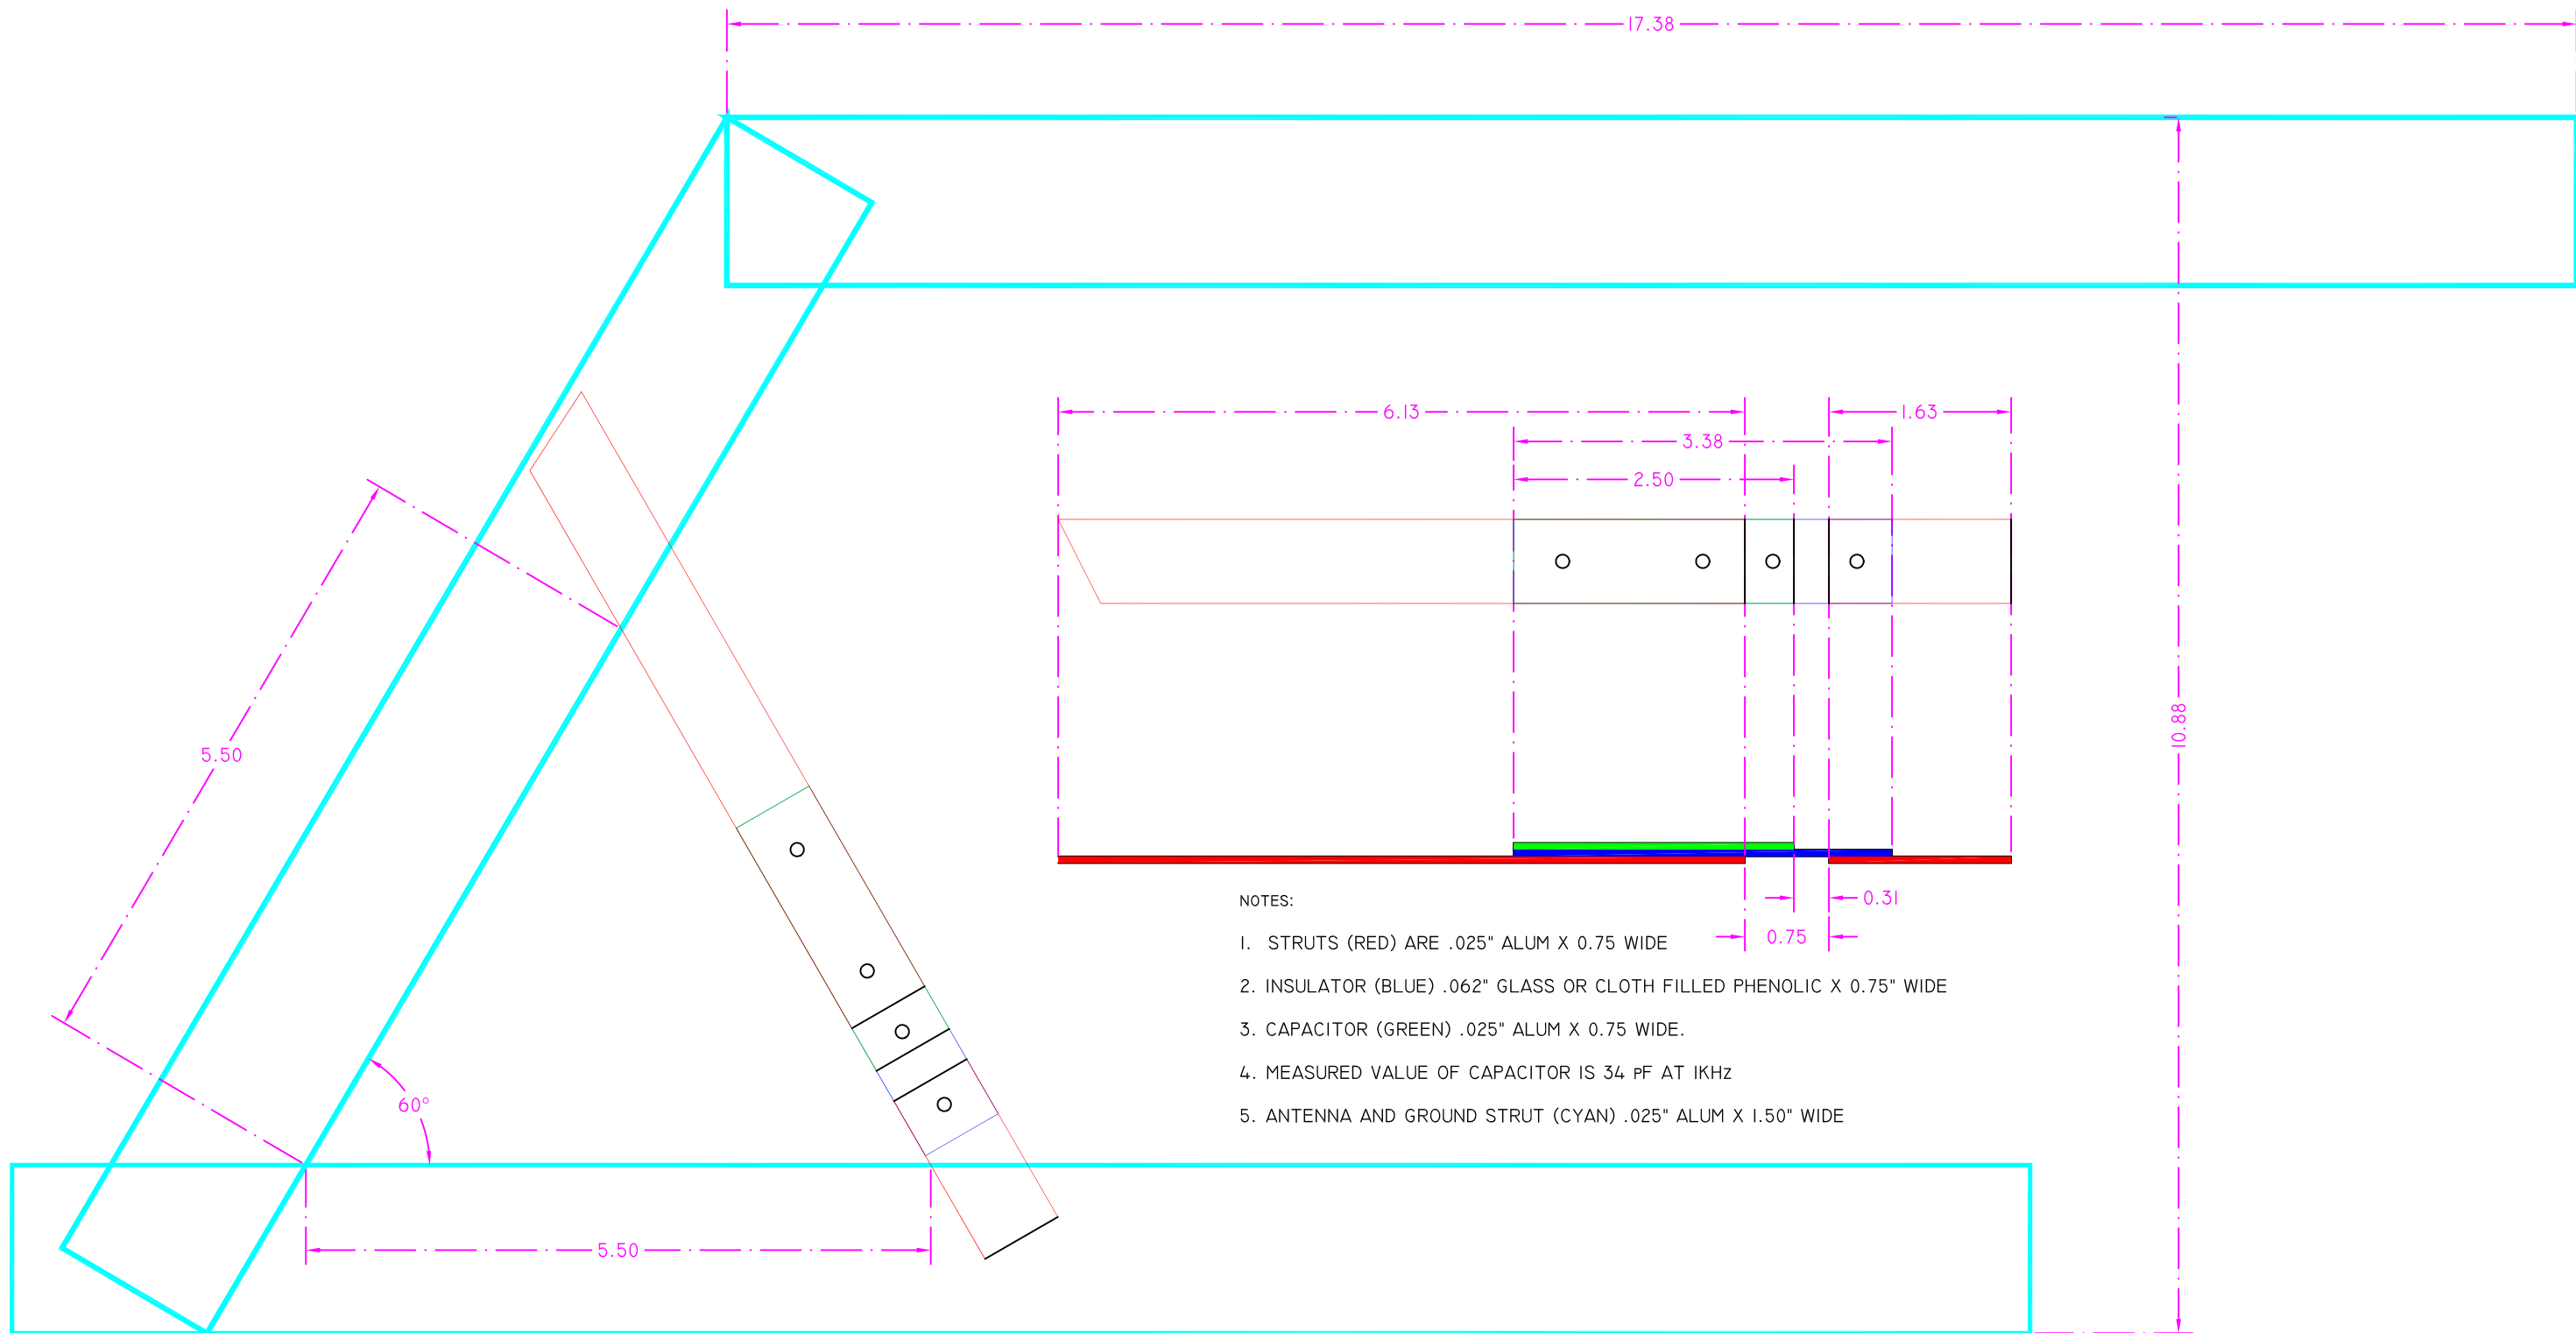 17.38
6.13
1.63
3.38
2.50
10.88
5.50
0.31
NOTES:
1. STRUTS (RED) ARE .025" ALUM X 0.75 WIDE
0.75
2. INSULATOR (BLUE) .062" GLASS OR CLOTH FILLED PHENOLIC X 0.75" WIDE
3. CAPACITOR (GREEN) .025" ALUM X 0.75 WIDE.
4. MEASURED VALUE OF CAPACITOR IS 34 pF AT 1KHz
60°
5. ANTENNA AND GROUND STRUT (CYAN) .025" ALUM X 1.50" WIDE
5.50